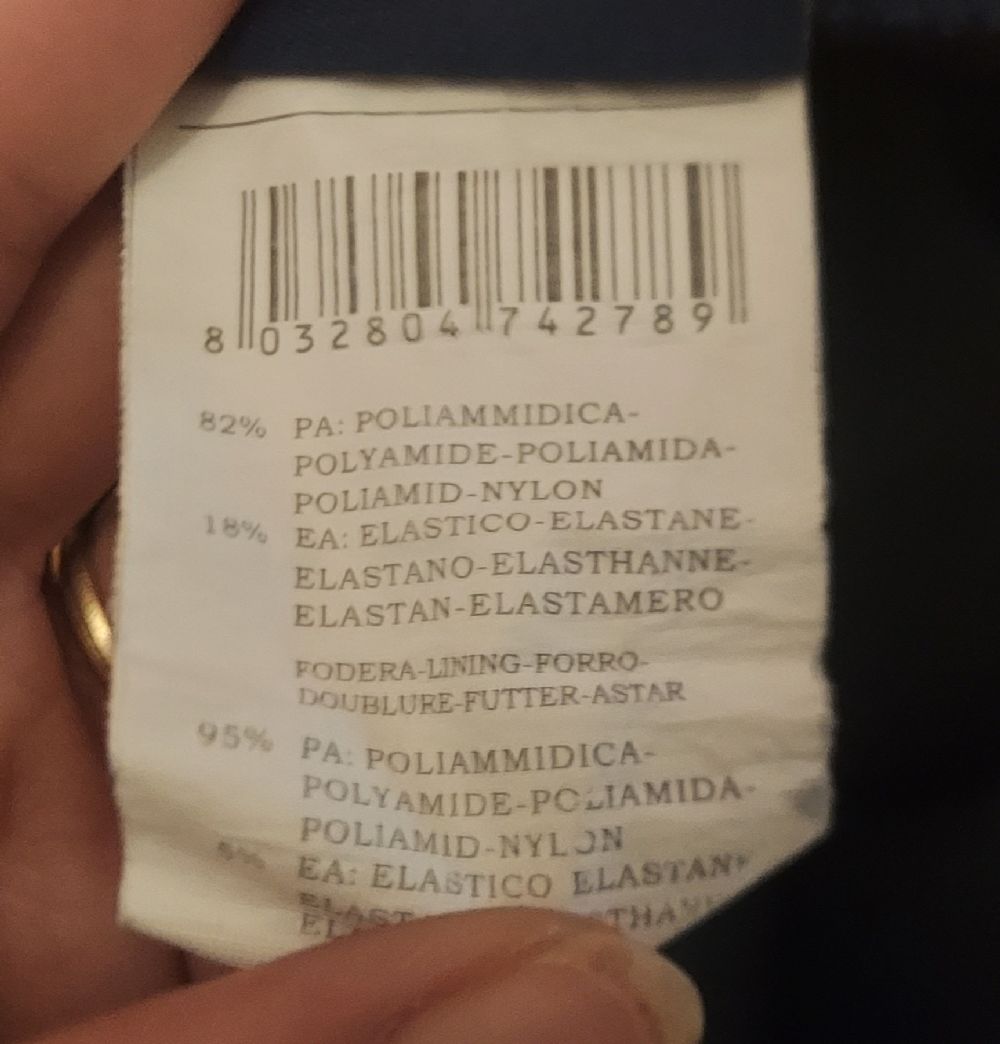 8 032804 742789
82% PA: POLIAMMIDICA-
POLYAMIDE-POLIAMIDA-
POLIAMID-NYLON
18% EA: ELASTICO-ELASTANE-
ELASTANO-ELASTHANNE-
ELASTAN-ELASTAMERO
FODERA-LINING-FORRO-
DOUBLURE-FUTTER-ASTAR
95% PA: POLIAMMIDICA-
POLYAMIDE-POLIAMIDA-
POLIAMID-NYLON
EA: ELASTICO